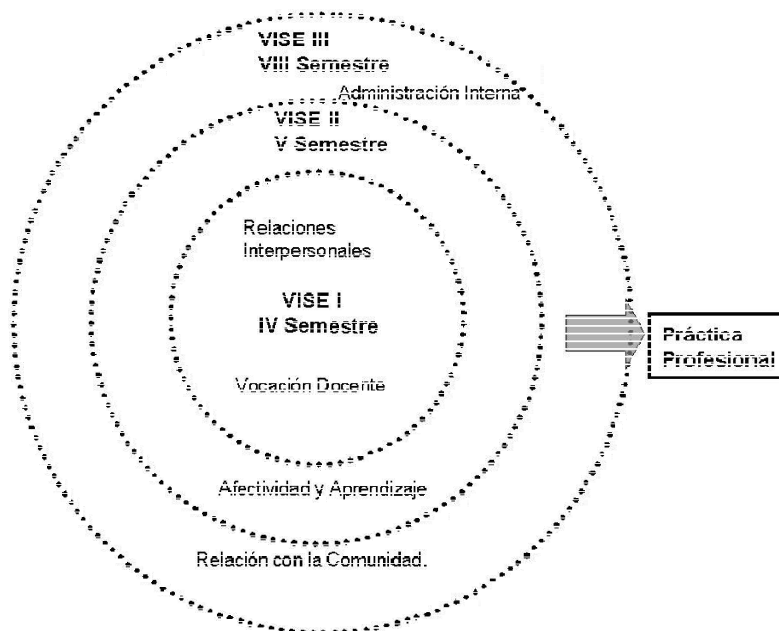 VISE III
VIII Semestre
Administración Interna
VISE II
V Semestre
Relaciones
Interpersonales
VISE I
IV Semestre
Vocación Docente
Afectividad y Aprendizaje
Relación con la Comunidad.
Práctica
Profesional